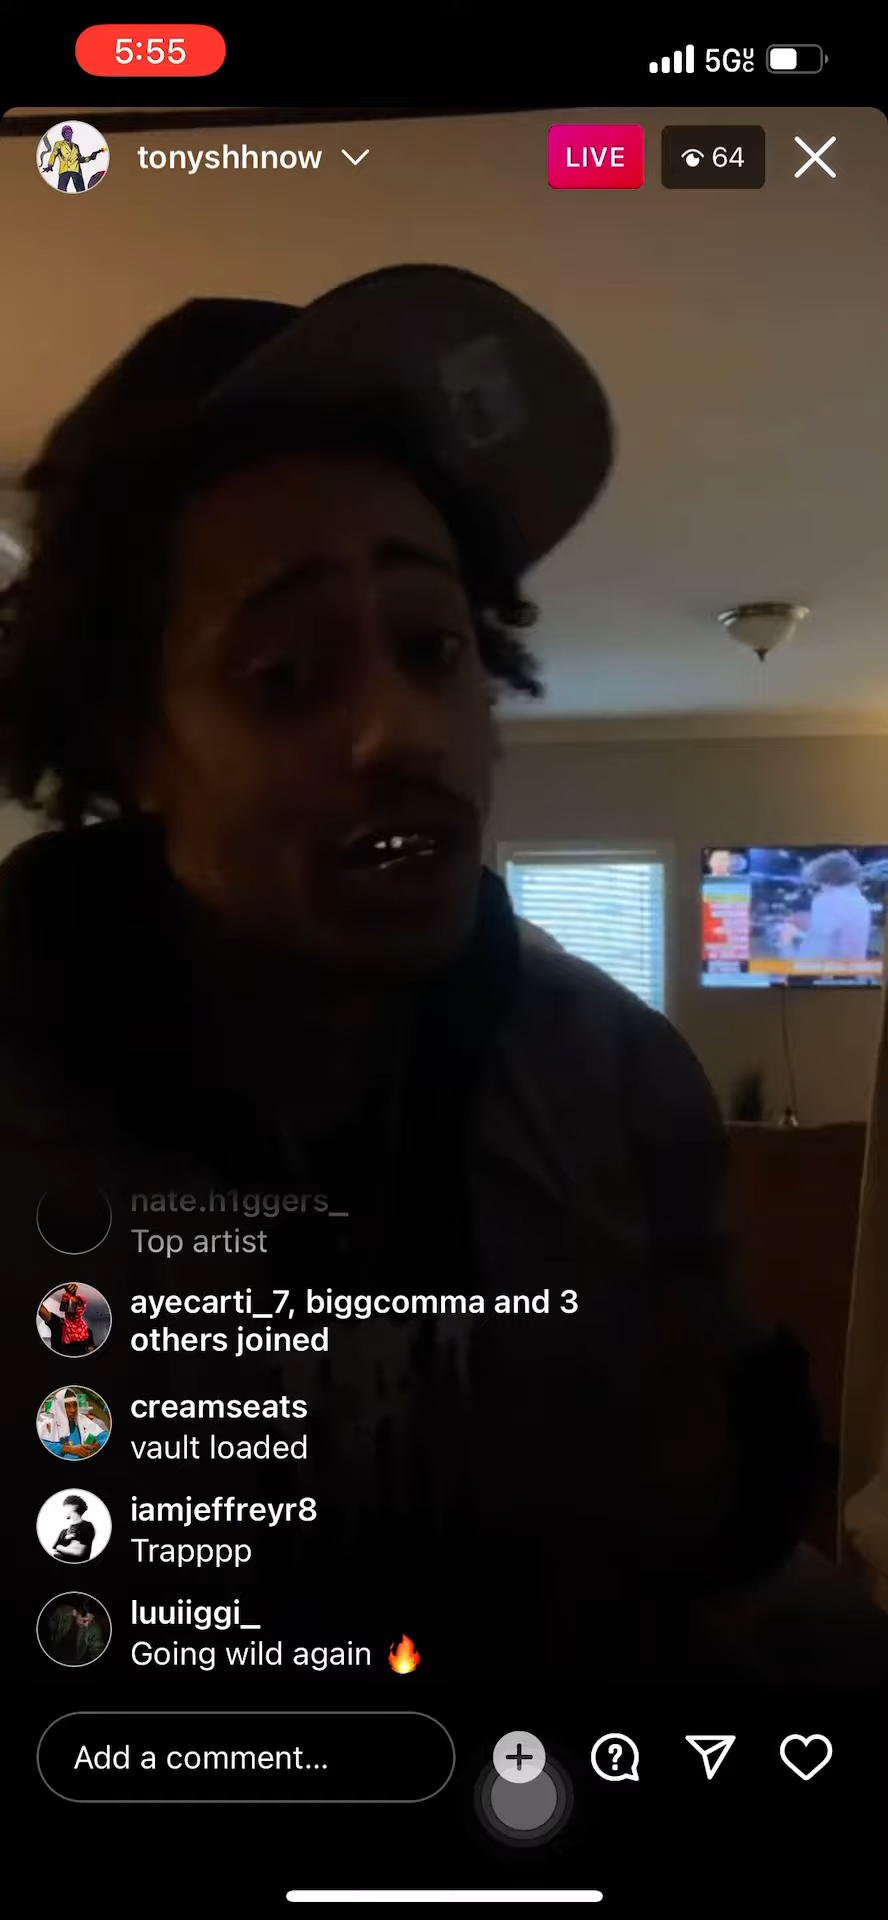 5:55
5GUC
tonyshhnow
LIVE
64
nate.h1ggers_
Top artist
ayecarti_7, biggcomma and 3
others joined
creamseats
vault loaded
iamjeffreyr8
Trapppp
luuiiggi_
Going wild again 🔥
Add a comment...